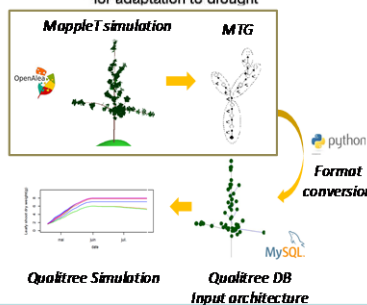 for adaptation to drought
MappleT simulation
MTG
OpenAlea
python
Format
conversion
MySQL
Qualitree Simulation
Qualitree DB
Input architecture